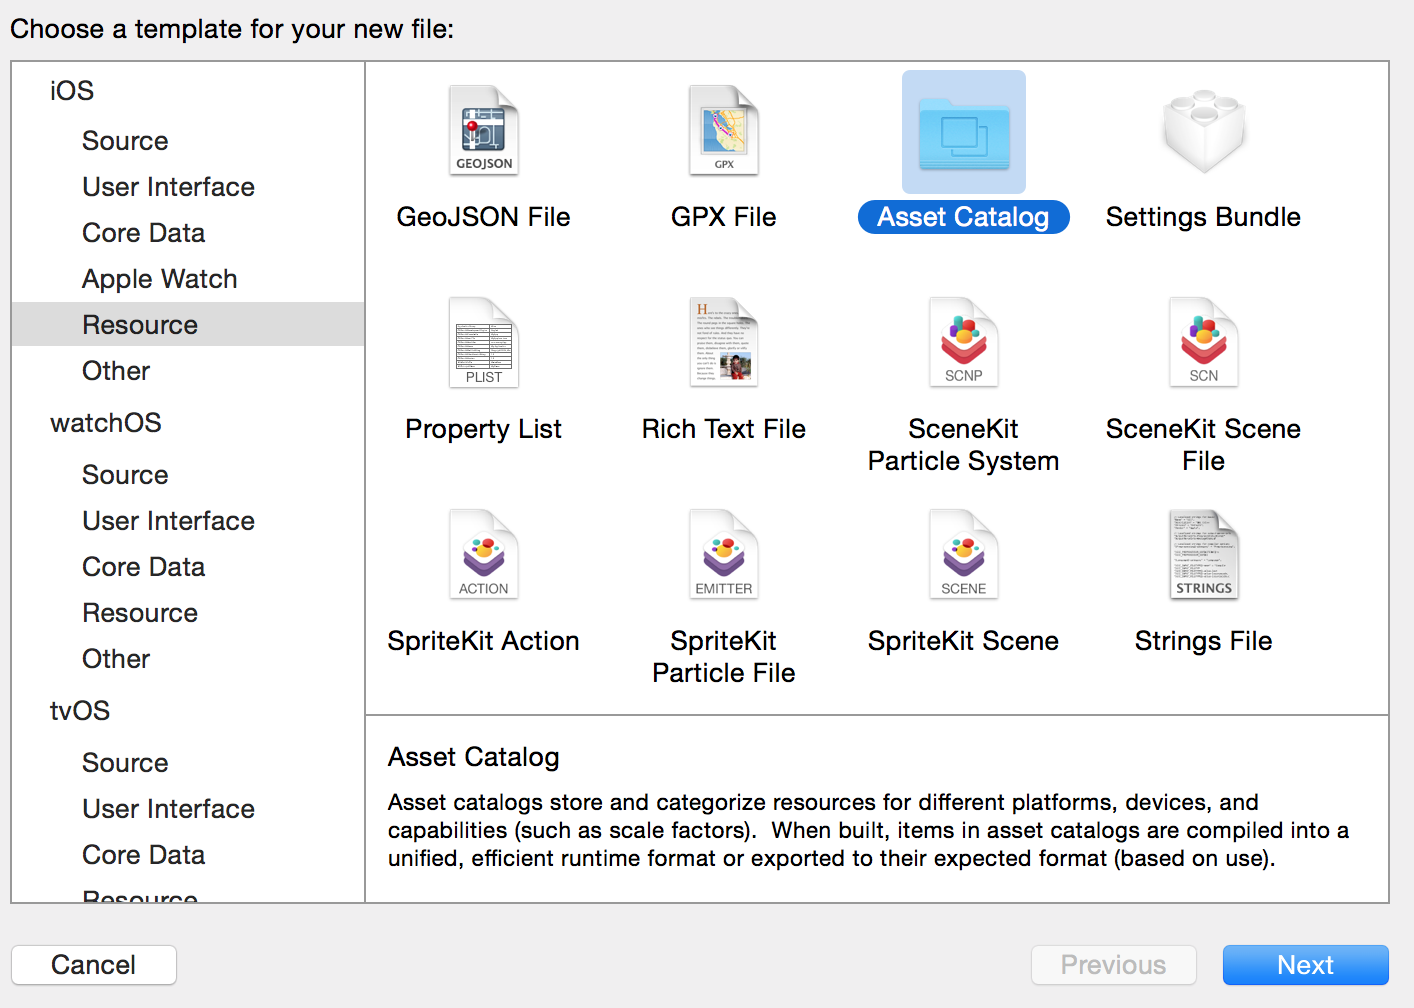 Choose a template for your new file:
iOS
Source
User Interface
Core Data
Apple Watch
Resource
Other
watchOS
Source
User Interface
Core Data
Resource
Other
tvOS
Source
User Interface
Core Data
Resource
GEOJSON
GPX
GeoJSON File
GPX File
Asset Catalog
Settings Bundle
PLIST
SCNP
SCN
Property List
Rich Text File
SceneKit
Particle System
SceneKit Scene
File
ACTION
EMITTER
SCENE
STRINGS
SpriteKit Action
SpriteKit
Particle File
SpriteKit Scene
Strings File
Asset Catalog
Asset catalogs store and categorize resources for different platforms, devices, and
capabilities (such as scale factors).  When built, items in asset catalogs are compiled into a
unified, efficient runtime format or exported to their expected format (based on use).
Cancel
Previous
Next